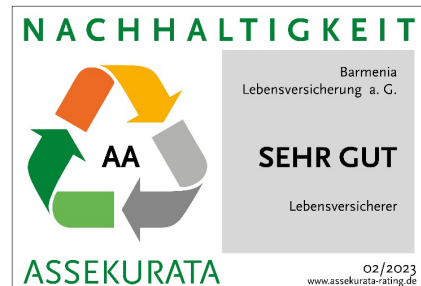 NACHHALTIGKEIT
Barmenia
Lebensversicherung a. G.
AA
SEHR GUT
Lebensversicherer
ASSEKURATA
02/2023
www.assekurata-rating.de